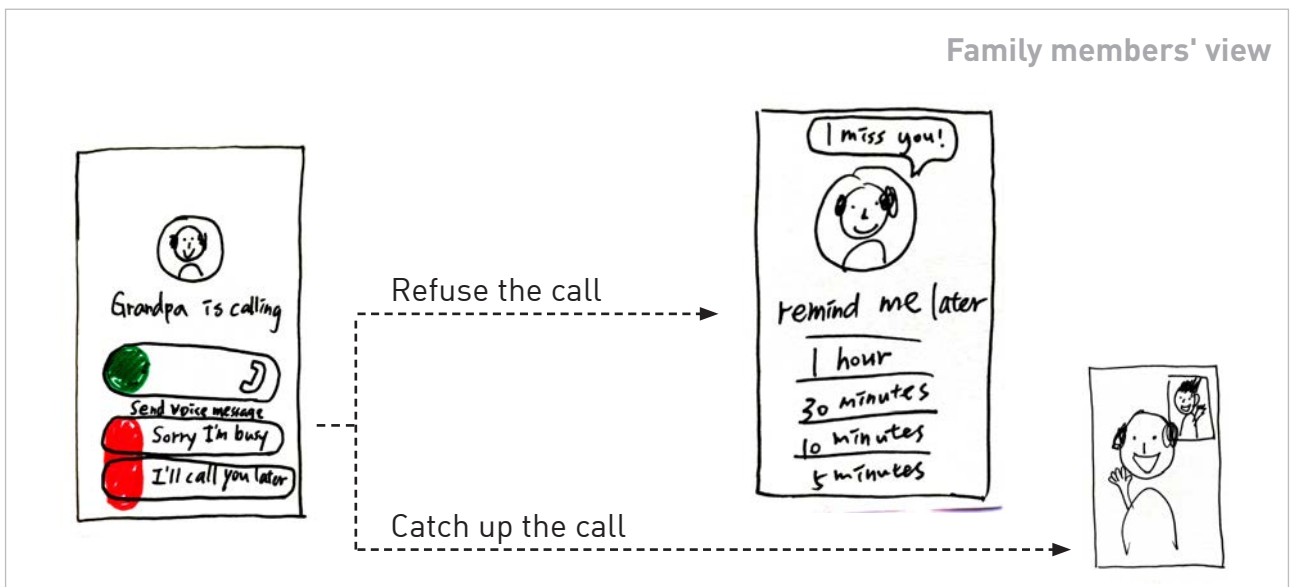 Family members' view
Grandpa is calling
Send voice message
Sorry I'm busy
I'll call you later
Refuse the call
Catch up the call
I miss you!
remind me later
1 hour
30 minutes
10 minutes
5 minutes